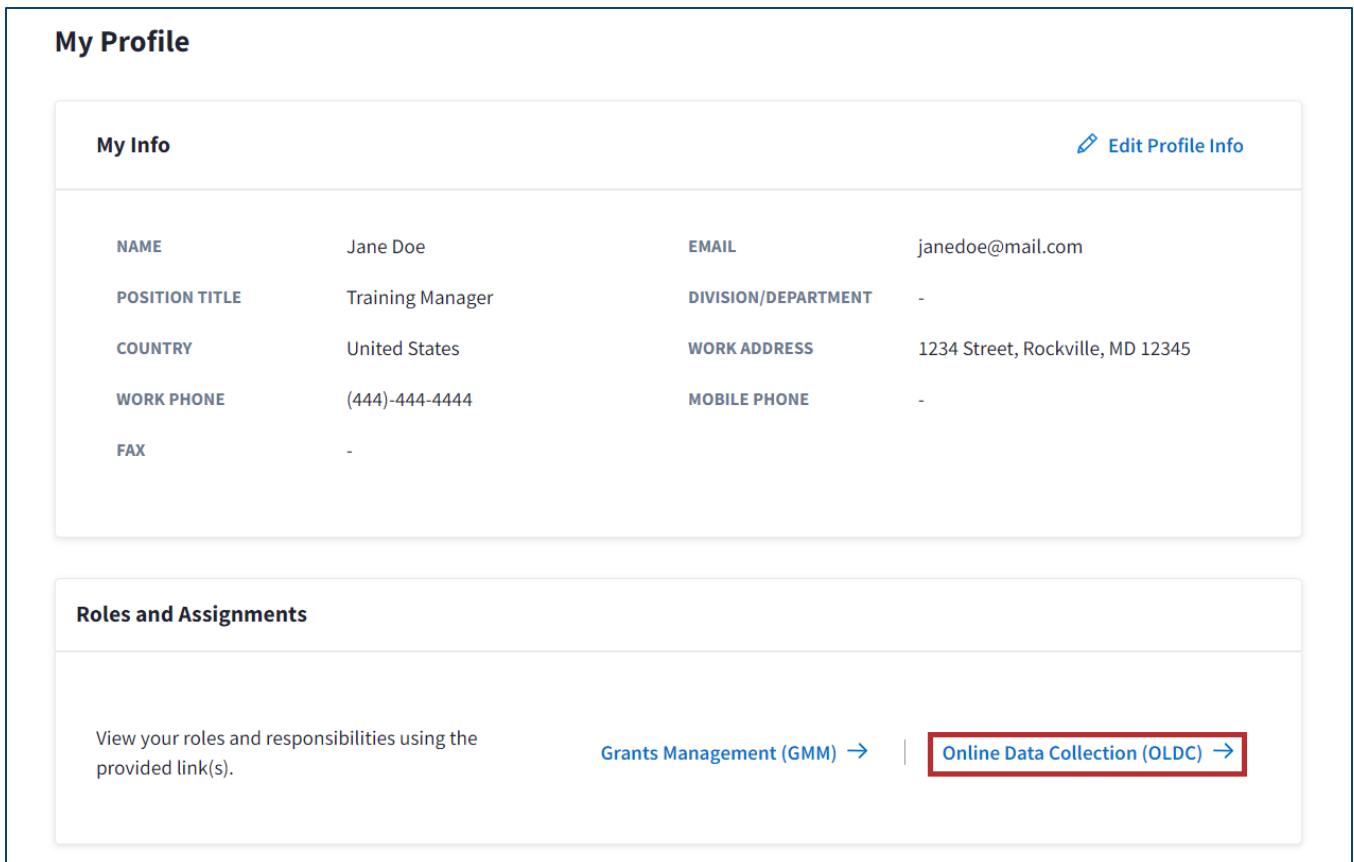 My Profile
My Info
Edit Profile Info
NAME Jane Doe EMAIL janedoe@mail.com
POSITION TITLE Training Manager DIVISION/DEPARTMENT -
COUNTRY United States WORK ADDRESS 1234 Street, Rockville, MD 12345
WORK PHONE (444)-444-4444 MOBILE PHONE -
FAX -
Roles and Assignments
View your roles and responsibilities using the
provided link(s).
Grants Management (GMM) → | Online Data Collection (OLDC) →